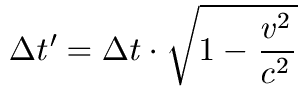 Δt′ = Δt · √(1 − v²/c²)